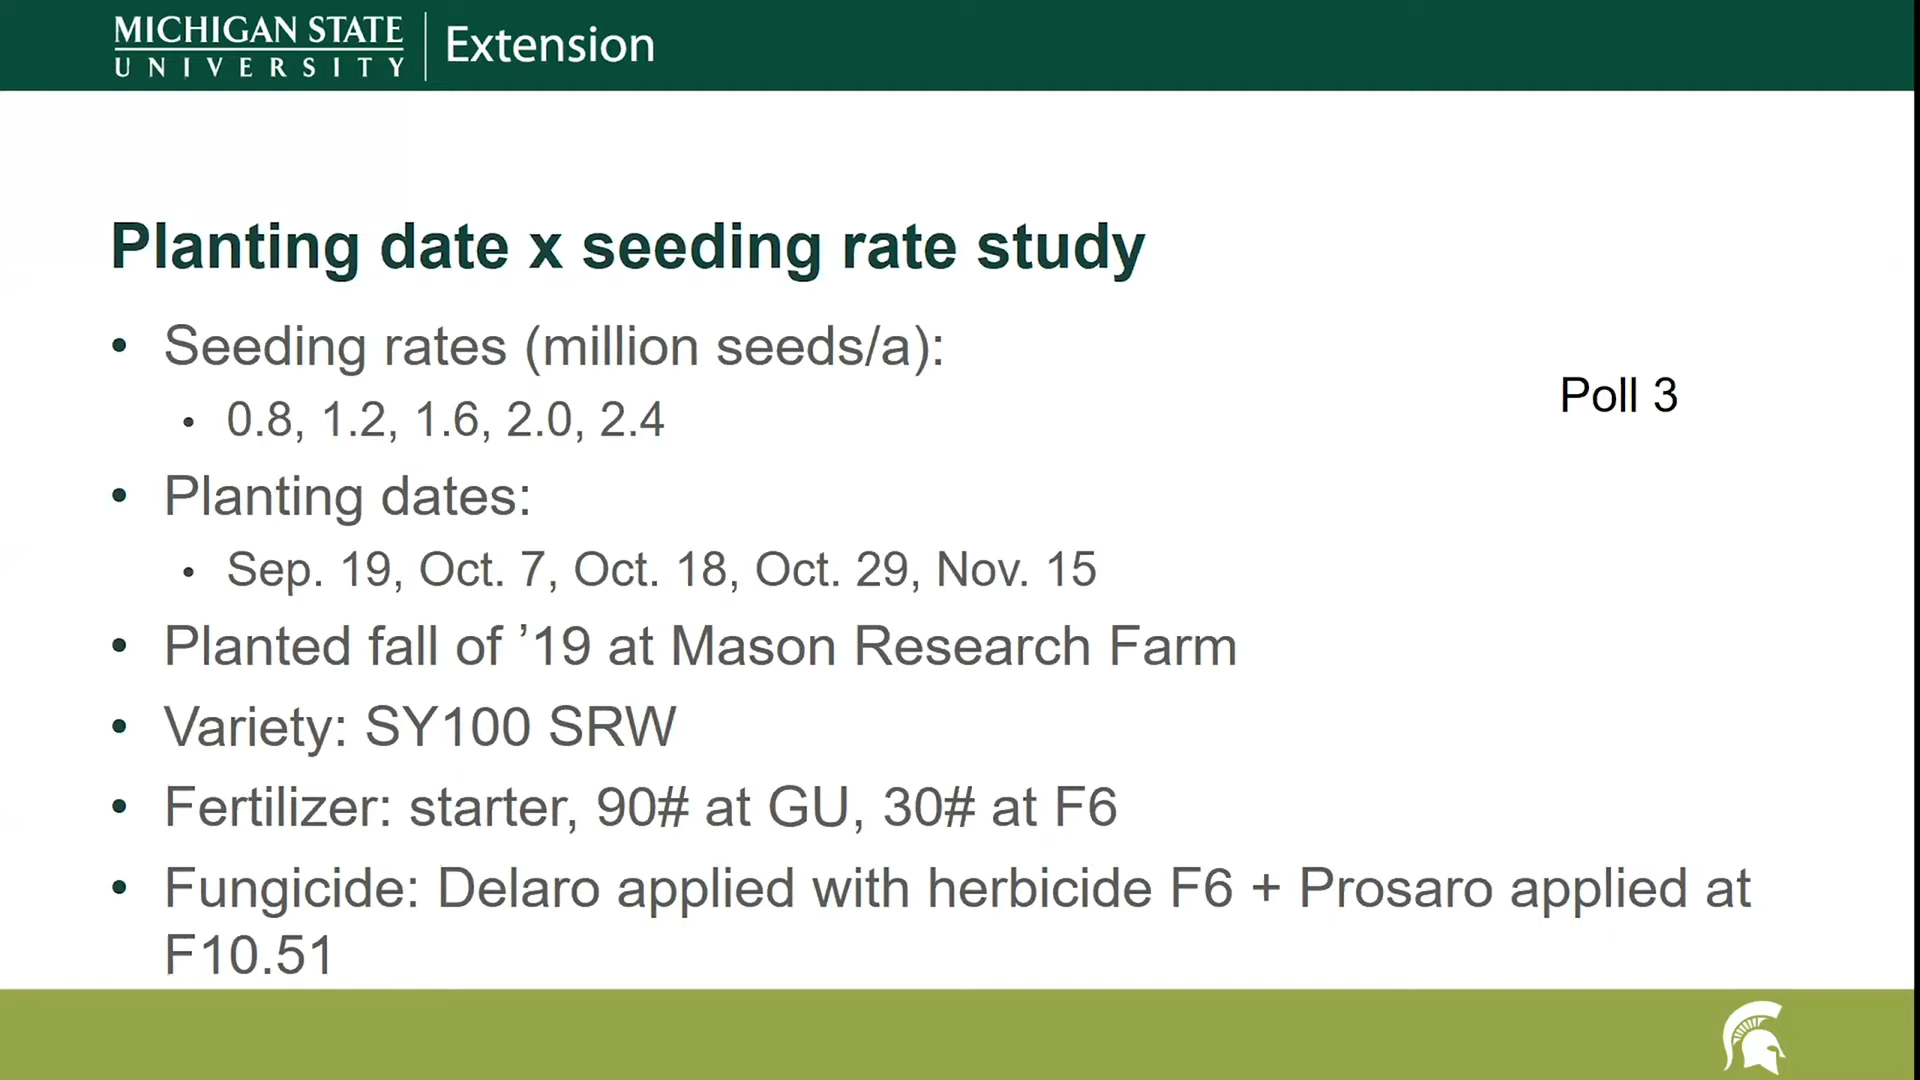 MICHIGAN STATE
UNIVERSITY
Extension
Planting date x seeding rate study
• Seeding rates (million seeds/a):
• 0.8, 1.2, 1.6, 2.0, 2.4
Poll 3
• Planting dates:
• Sep. 19, Oct. 7, Oct. 18, Oct. 29, Nov. 15
• Planted fall of ’19 at Mason Research Farm
• Variety: SY100 SRW
• Fertilizer: starter, 90# at GU, 30# at F6
• Fungicide: Delaro applied with herbicide F6 + Prosaro applied at
F10.51